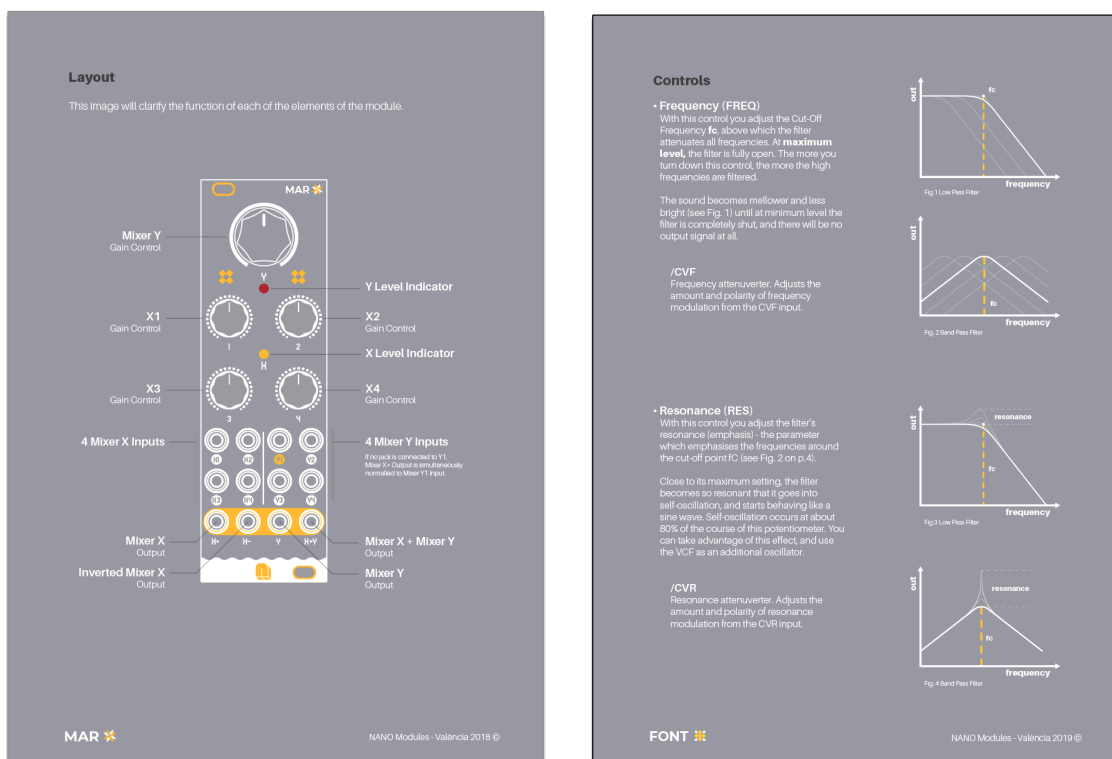 Layout
This Image will clarify the function of each of the elements of the module.
MAR
Mixer Y
Gain Control
Y
Y Level Indicator
X1
Gain Control
X2
Gain Control
1
2
X Level Indicator
X
X3
Gain Control
X4
Gain Control
3
4
4 Mixer X Inputs
4 Mixer Y Inputs
If no jack is connected to Y1,
Mixer X+ Output is simultaneously
normalled to Mixer Y1 Input.
X1 X2 Y1 Y2
X3 X4 Y3 Y4
X+ X- Y X+Y
Mixer X
Output
Mixer X + Mixer Y
Output
Inverted Mixer X
Output
Mixer Y
Output
MAR
NANO Modules - València 2018 ©
Controls
• Frequency (FREQ)
With this control you adjust the Cut-Off
Frequency fc, above which the filter
attenuates all frequencies. At maximum
level, the filter is fully open. The more you
turn down this control, the more the high
frequencies are filtered.
The sound becomes mellower and less
bright (see Fig. 1) until at minimum level the
filter is completely shut, and there will be no
output signal at all.
/CVF
Frequency attenuverter. Adjusts the
amount and polarity of frequency
modulation from the CVF input.
out
fc
frequency
Fig.1 Low Pass Filter
out
fc
frequency
Fig. 2 Band Pass Filter
• Resonance (RES)
With this control you adjust the filter's
resonance (emphasis) - the parameter
which emphasises the frequencies around
the cut-off point fC (see Fig. 2 on p.4).
Close to its maximum setting, the filter
becomes so resonant that it goes into
self-oscillation, and starts behaving like a
sine wave. Self-oscillation occurs at about
80% of the course of this potentiometer. You
can take advantage of this effect, and use
the VCF as an additional oscillator.
/CVR
Resonance attenuverter. Adjusts the
amount and polarity of resonance
modulation from the CVR input.
out
resonance
fc
frequency
Fig.3 Low Pass Filter
out
resonance
fc
frequency
Fig. 4 Band Pass Filter
FONT
NANO Modules - València 2019 ©